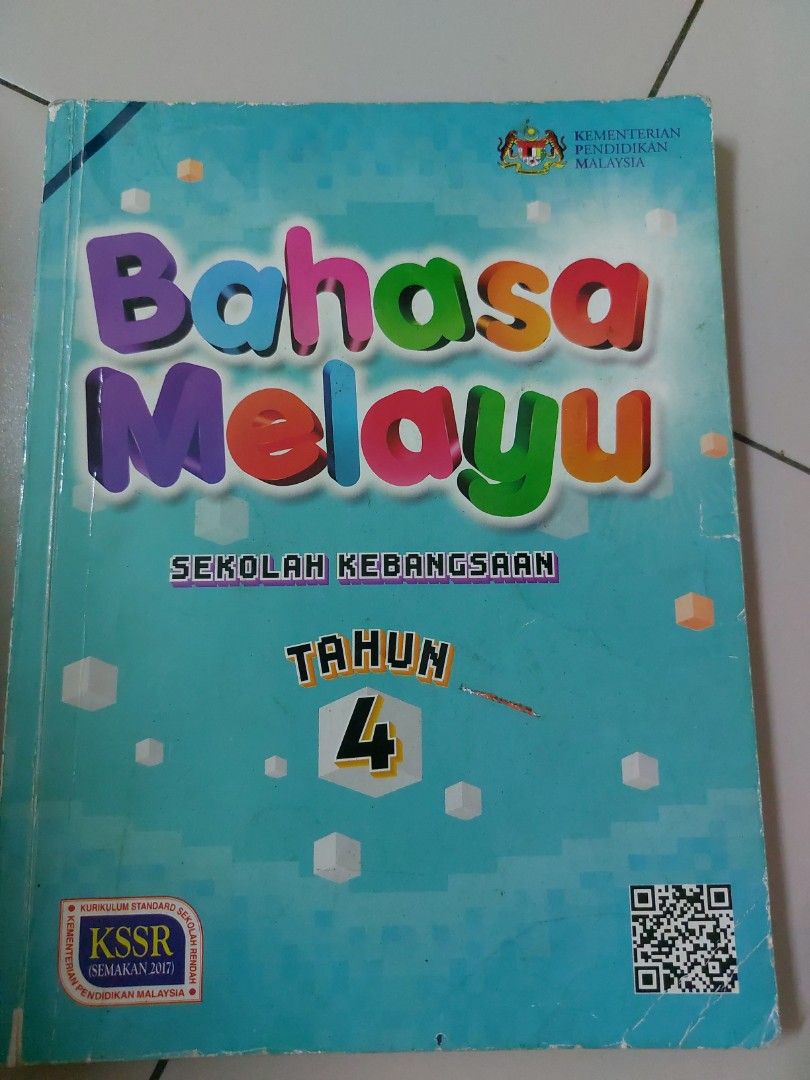 KEMENTERIAN
PENDIDIKAN
MALAYSIA
Bahasa
Melayu
SEKOLAH KEBANGSAAN
TAHUN
4
KURIKULUM STANDARD SEKOLAH RENDAH
KSSR
(SEMAKAN 2017)
KEMENTERIAN PENDIDIKAN MALAYSIA